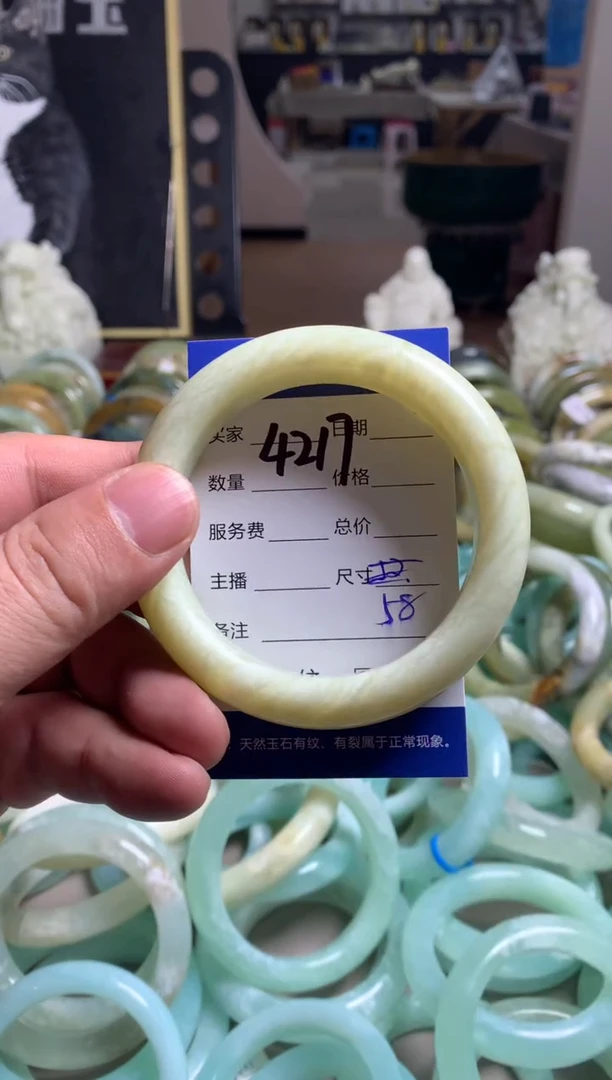 玉
买家 4217 日期
数量 价格
服务费 总价
主播 尺寸
58
备注
天然玉石有纹、有裂属于正常现象。